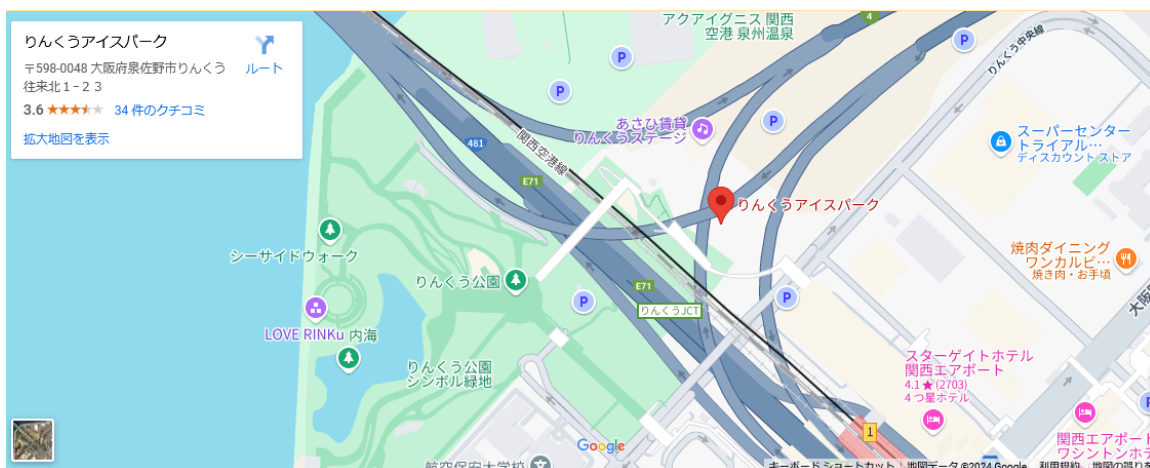 りんくうアイスパーク
〒598-0048 大阪府泉佐野市りんくう
往来北1-23
ルート
3.6
34 件のクチコミ
拡大地図を表示
アクアイグニス 関西
空港 泉州温泉
4
P
P
P
P
りんくう中央線
あさひ賃貸
りんくうステージ
スーパーセンター
トライアル…
ディスカウント ストア
481
関西空港線
E71
りんくうアイスパーク
シーサイドウォーク
焼肉ダイニング
ワンカルビ…
焼き肉・お手頃
りんくう公園
E71
P
P
りんくうJCT
LOVE RINKu
内海
りんくう公園
シンボル緑地
スターゲイトホテル
関西エアポート
4.1★(2703)
4 つ星ホテル
1
Google
関西エアポート
ワシントンホテ
キーボード ショートカット
地図データ ©2024 Google
利用規約